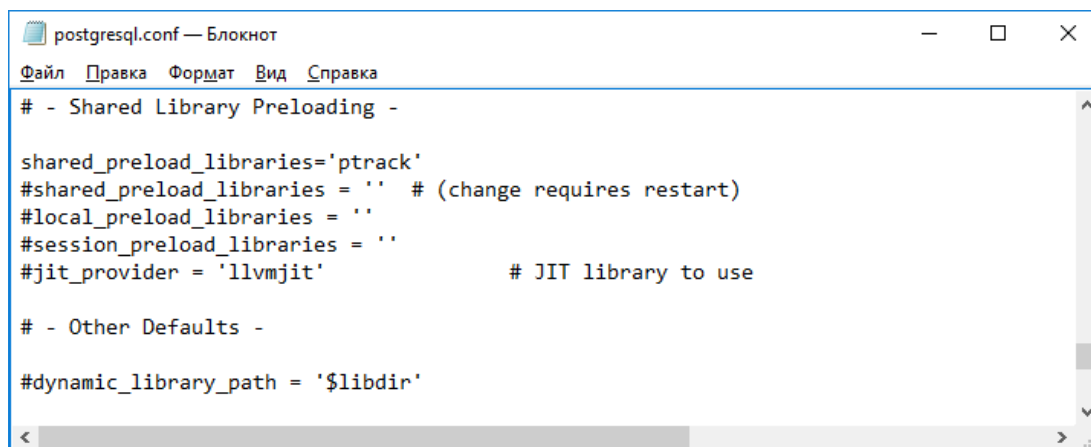 postgresql.conf — Блокнот
Файл Правка Формат Вид Справка
# - Shared Library Preloading -
shared_preload_libraries='ptrack'
#shared_preload_libraries = ''  # (change requires restart)
#local_preload_libraries = ''
#session_preload_libraries = ''
#jit_provider = 'llvmjit'                # JIT library to use
# - Other Defaults -
#dynamic_library_path = '$libdir'